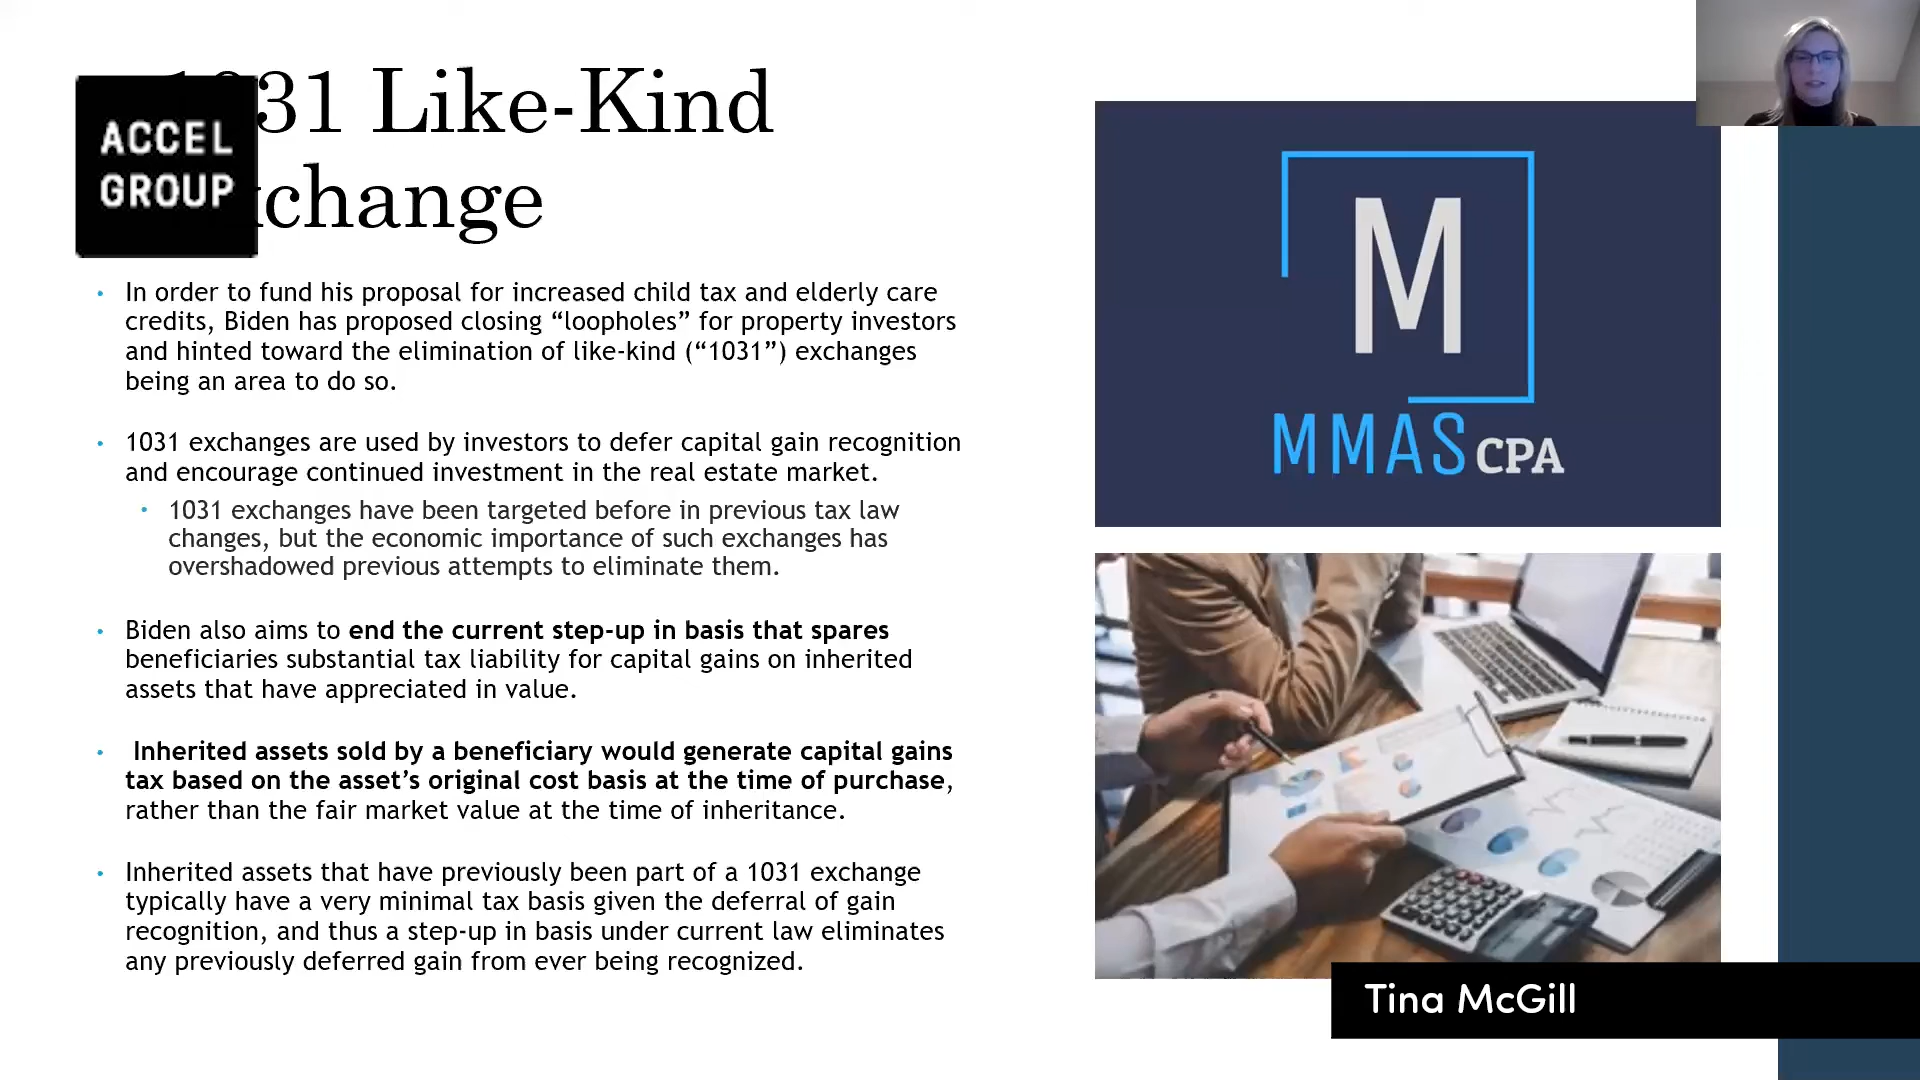 1031 Like-Kind
xchange
ACCEL
GROUP
• In order to fund his proposal for increased child tax and elderly care
credits, Biden has proposed closing “loopholes” for property investors
and hinted toward the elimination of like-kind (“1031”) exchanges
being an area to do so.
• 1031 exchanges are used by investors to defer capital gain recognition
and encourage continued investment in the real estate market.
• 1031 exchanges have been targeted before in previous tax law
changes, but the economic importance of such exchanges has
overshadowed previous attempts to eliminate them.
• Biden also aims to end the current step-up in basis that spares
beneficiaries substantial tax liability for capital gains on inherited
assets that have appreciated in value.
• Inherited assets sold by a beneficiary would generate capital gains
tax based on the asset’s original cost basis at the time of purchase,
rather than the fair market value at the time of inheritance.
• Inherited assets that have previously been part of a 1031 exchange
typically have a very minimal tax basis given the deferral of gain
recognition, and thus a step-up in basis under current law eliminates
any previously deferred gain from ever being recognized.
M
MMAS CPA
Tina McGill